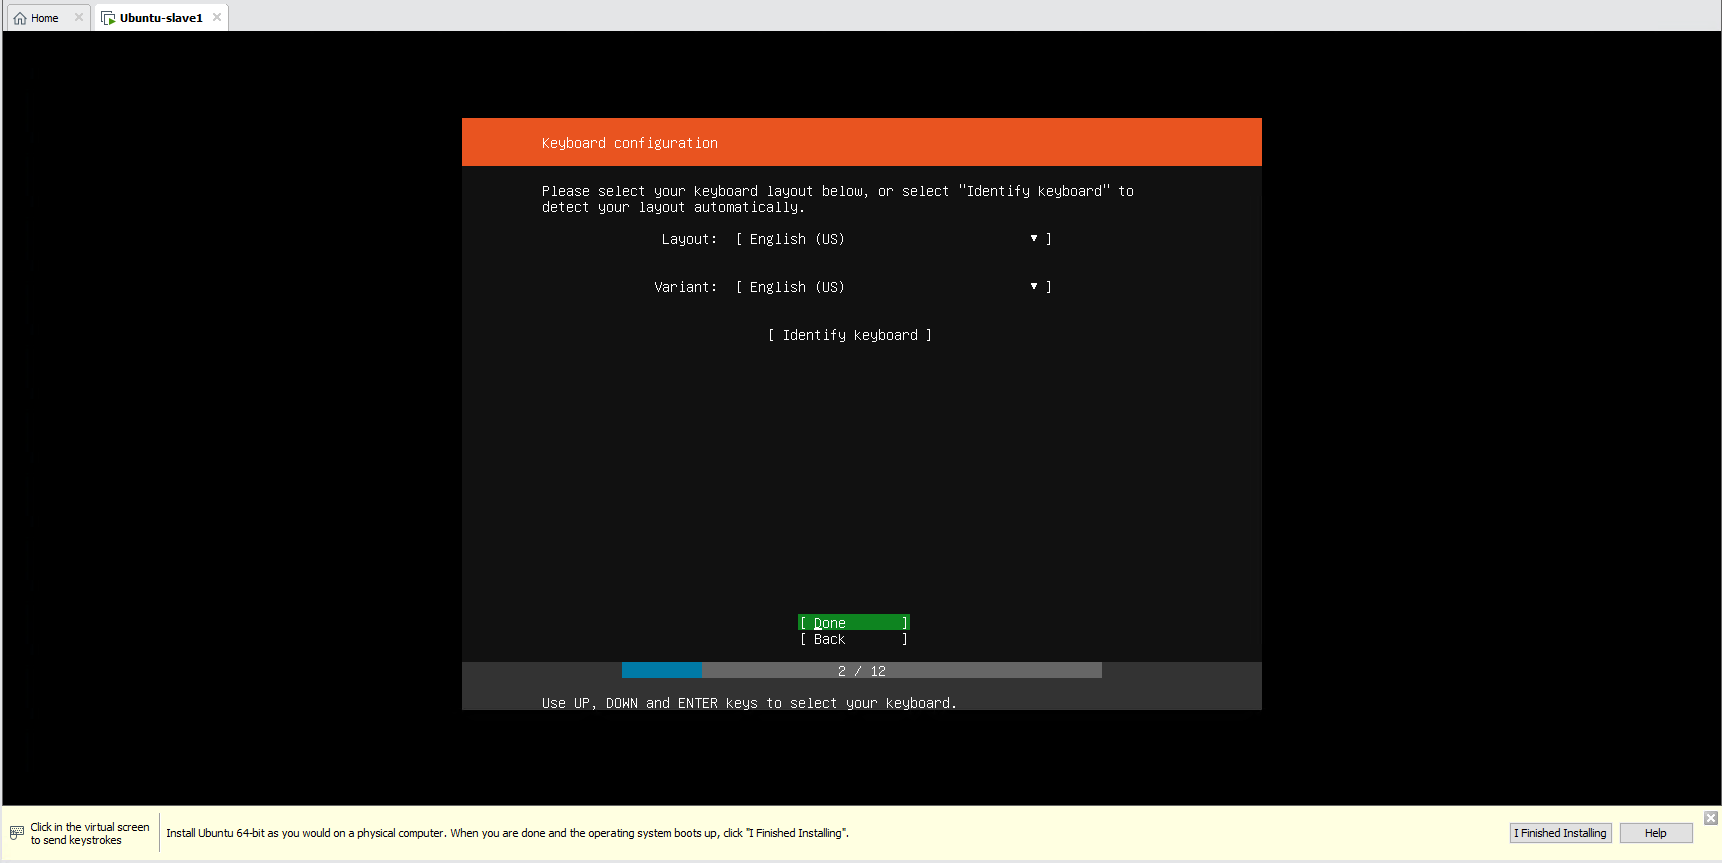 Home
Ubuntu-slave1
Keyboard configuration
Please select your keyboard layout below, or select "Identify keyboard" to
detect your layout automatically.
Layout: [ English (US) ▾ ]
Variant: [ English (US) ▾ ]
[ Identify keyboard ]
[ Done ]
[ Back ]
2 / 12
Use UP, DOWN and ENTER keys to select your keyboard.
Click in the virtual screen
to send keystrokes
Install Ubuntu 64-bit as you would on a physical computer. When you are done and the operating system boots up, click "I Finished Installing".
I Finished Installing
Help